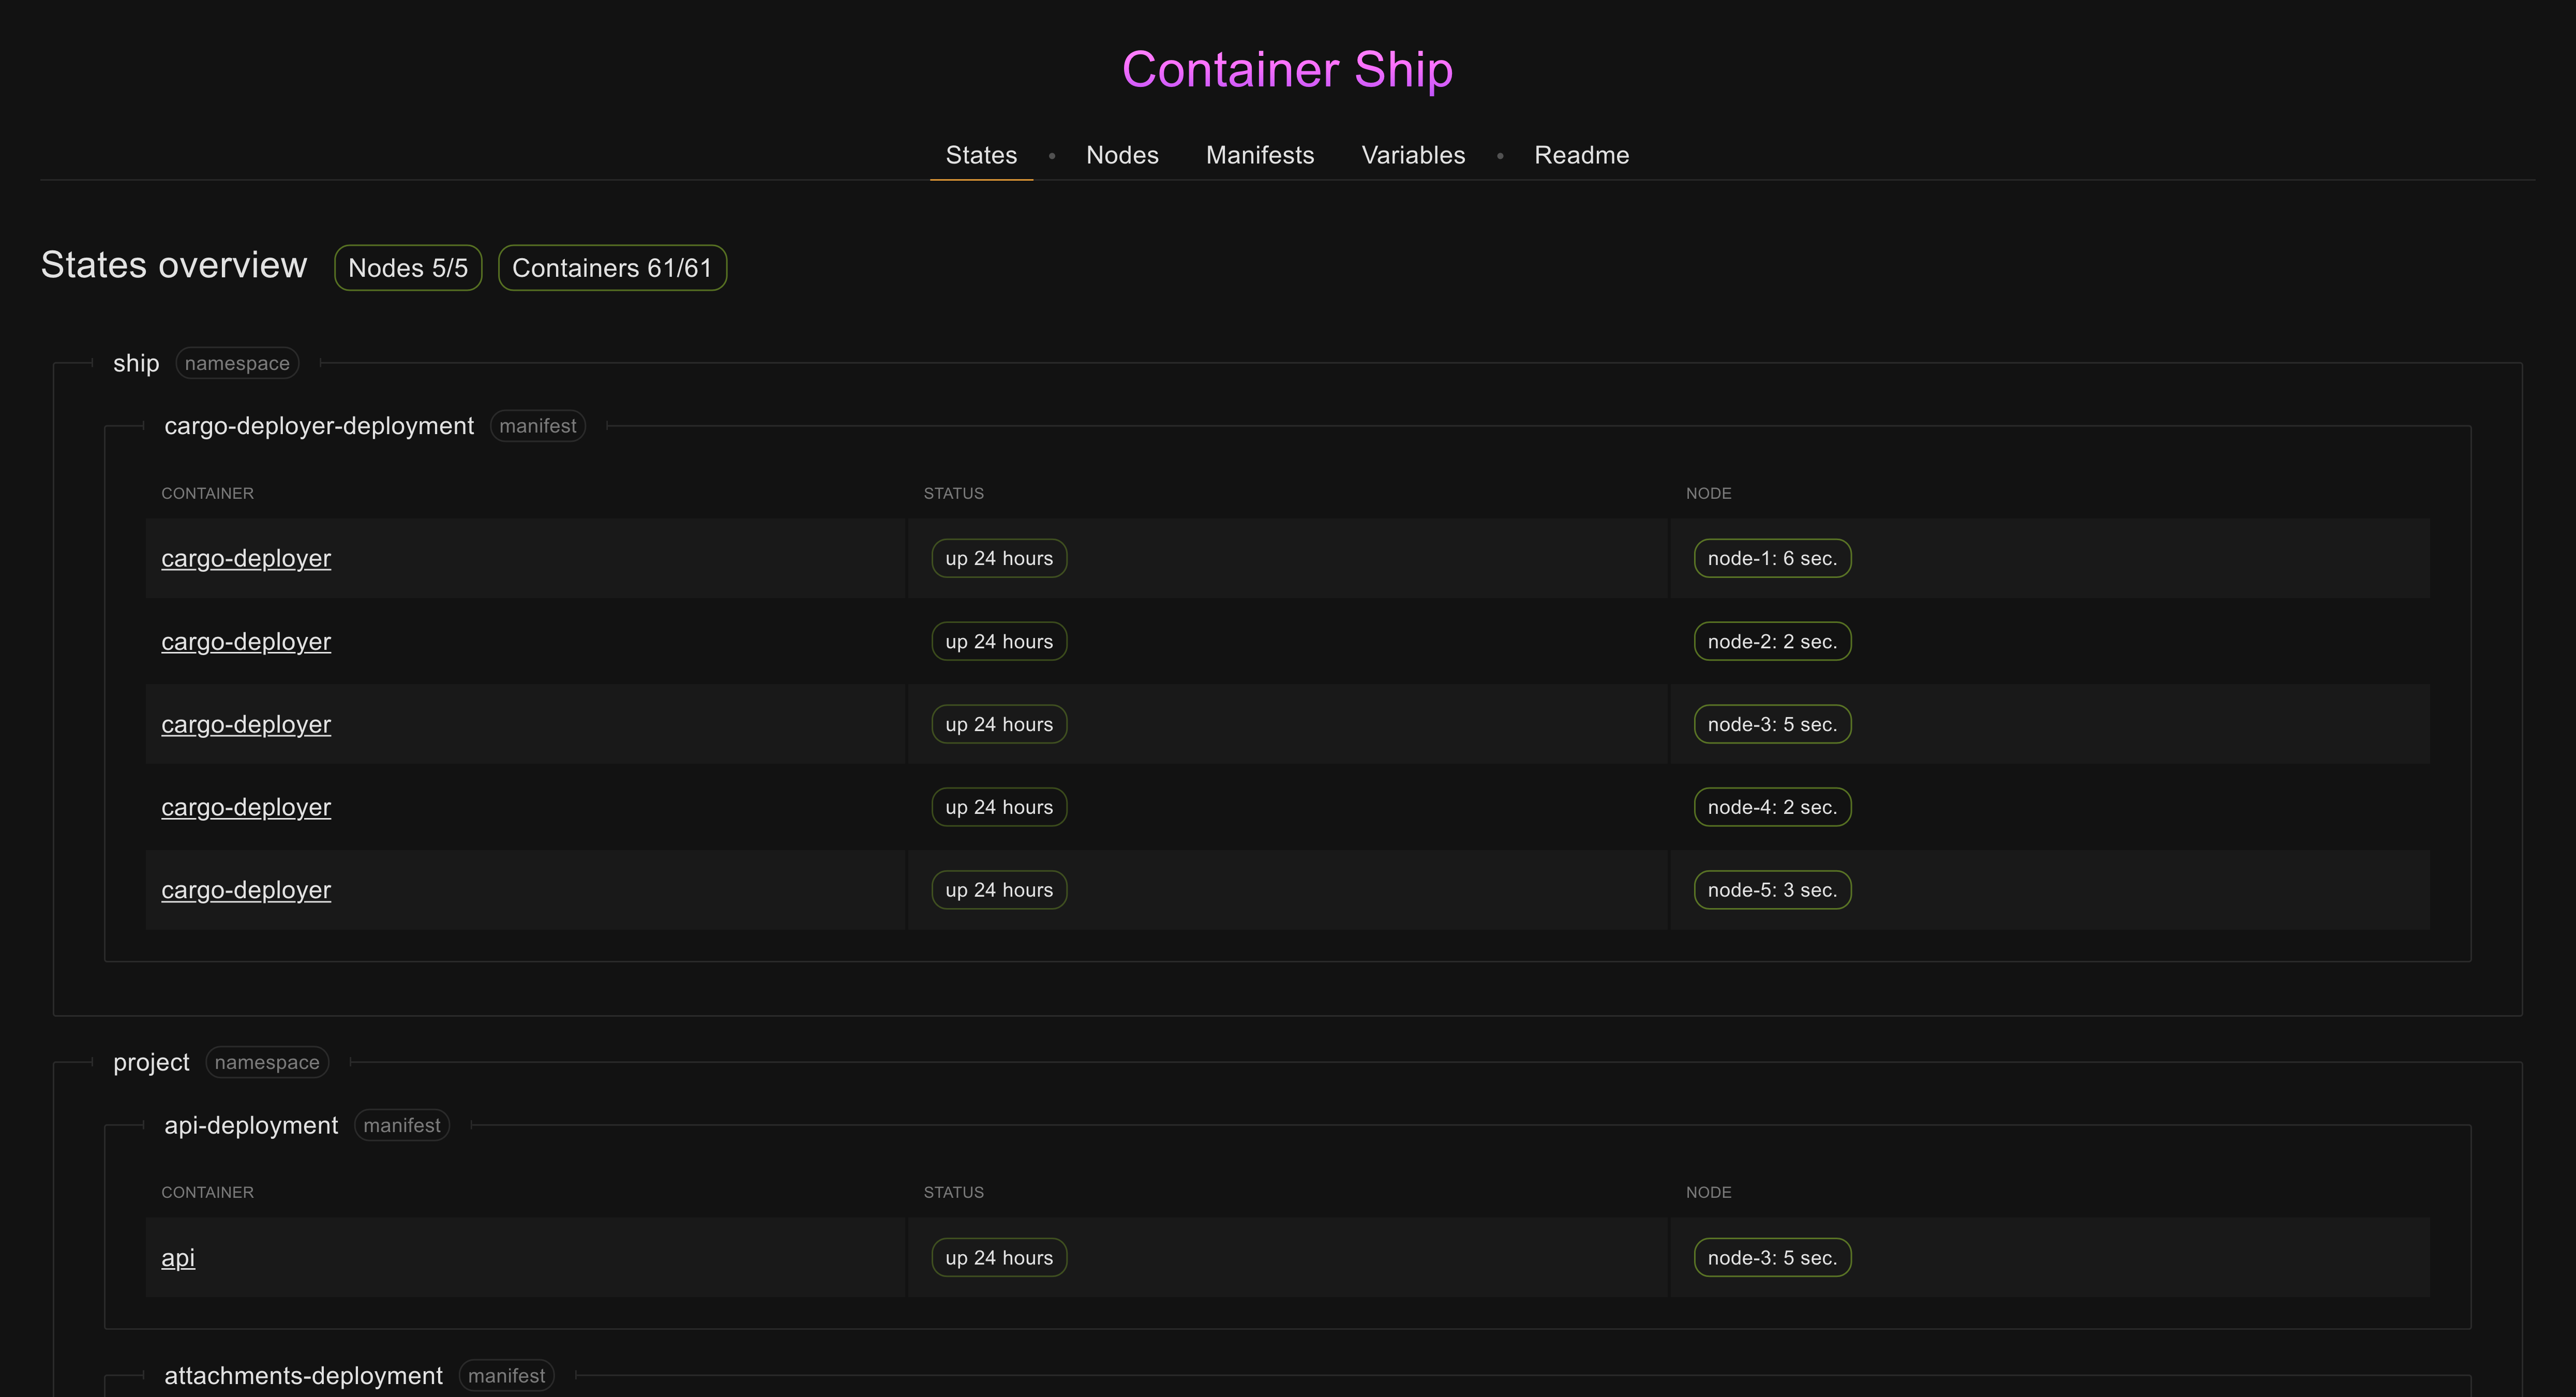 Container Ship
States • Nodes Manifests Variables • Readme
States overview Nodes 5/5 Containers 61/61
ship namespace
cargo-deployer-deployment manifest
CONTAINER STATUS NODE
cargo-deployer up 24 hours node-1: 6 sec.
cargo-deployer up 24 hours node-2: 2 sec.
cargo-deployer up 24 hours node-3: 5 sec.
cargo-deployer up 24 hours node-4: 2 sec.
cargo-deployer up 24 hours node-5: 3 sec.
project namespace
api-deployment manifest
CONTAINER STATUS NODE
api up 24 hours node-3: 5 sec.
attachments-deployment manifest